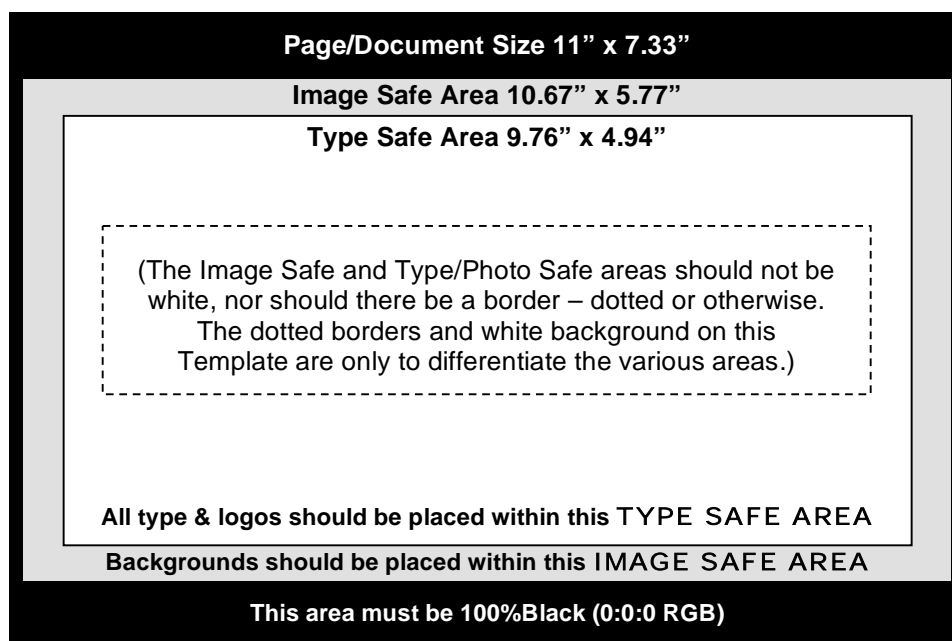 Page/Document Size 11” x 7.33”
Image Safe Area 10.67” x 5.77”
Type Safe Area 9.76” x 4.94”
(The Image Safe and Type/Photo Safe areas should not be
white, nor should there be a border – dotted or otherwise.
The dotted borders and white background on this
Template are only to differentiate the various areas.)
All type & logos should be placed within this TYPE SAFE AREA
Backgrounds should be placed within this IMAGE SAFE AREA
This area must be 100%Black (0:0:0 RGB)